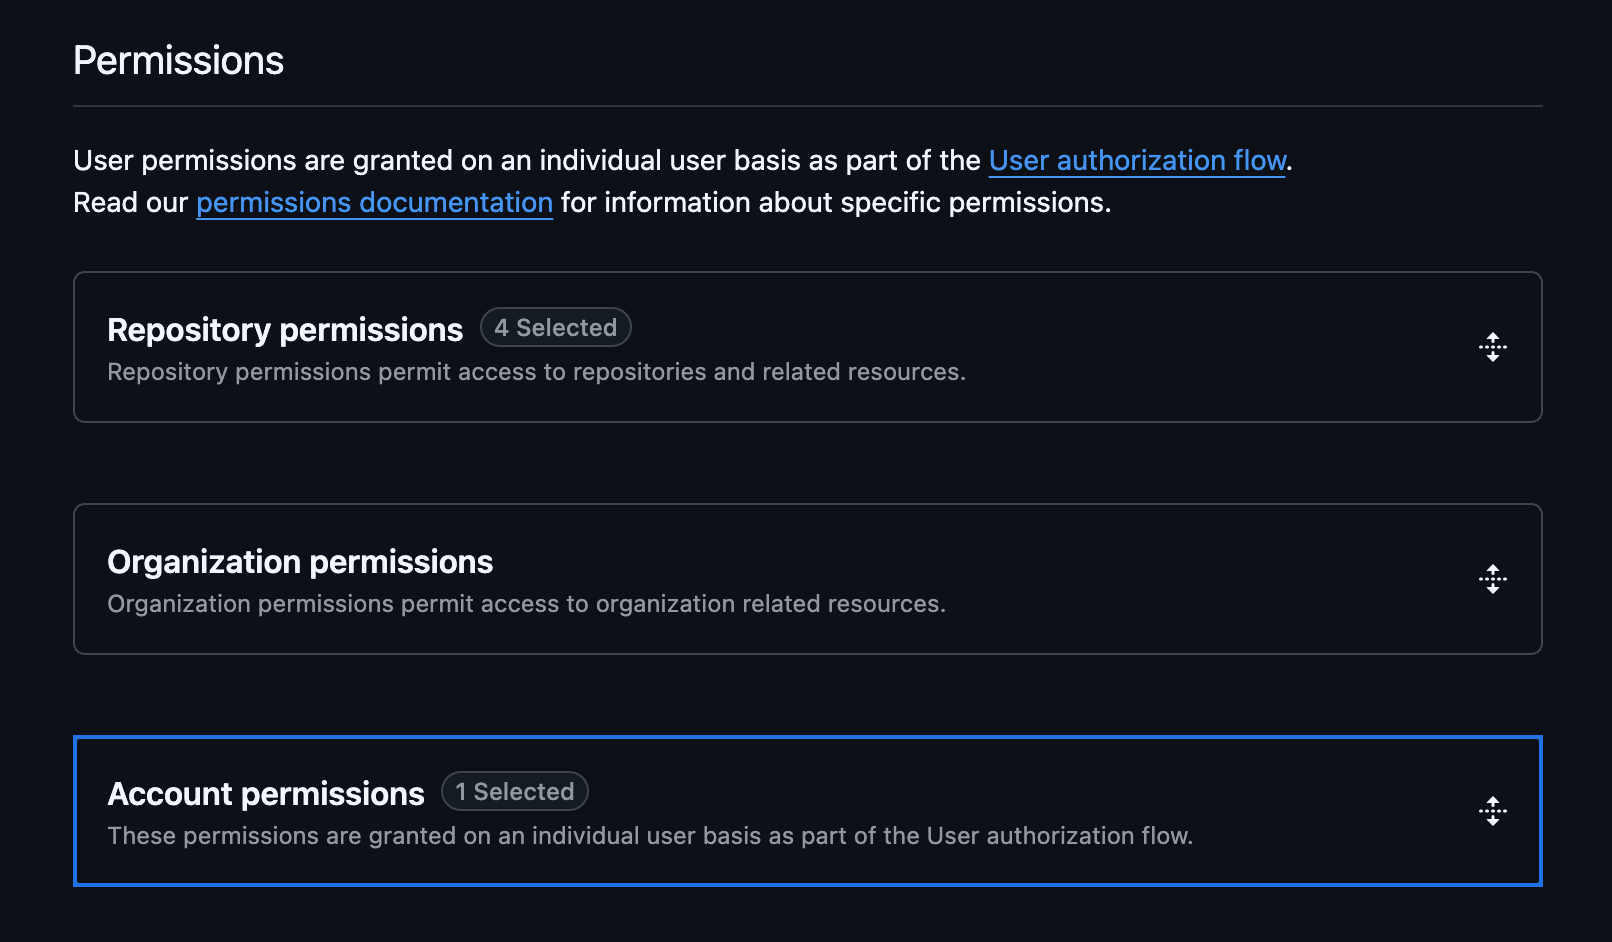 Permissions
User permissions are granted on an individual user basis as part of the User authorization flow.
Read our permissions documentation for information about specific permissions.
Repository permissions 4 Selected
Repository permissions permit access to repositories and related resources.
Organization permissions
Organization permissions permit access to organization related resources.
Account permissions 1 Selected
These permissions are granted on an individual user basis as part of the User authorization flow.